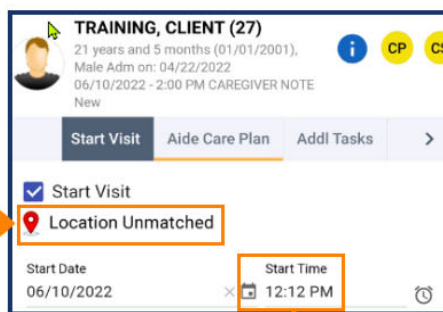 TRAINING, CLIENT (27)
21 years and 5 months (01/01/2001),
Male Adm on: 04/22/2022
06/10/2022 - 2:00 PM CAREGIVER NOTE
New
i
CP
CS
Start Visit Aide Care Plan Addl Tasks >
Start Visit
Location Unmatched
Start Date Start Time
06/10/2022 × 12:12 PM